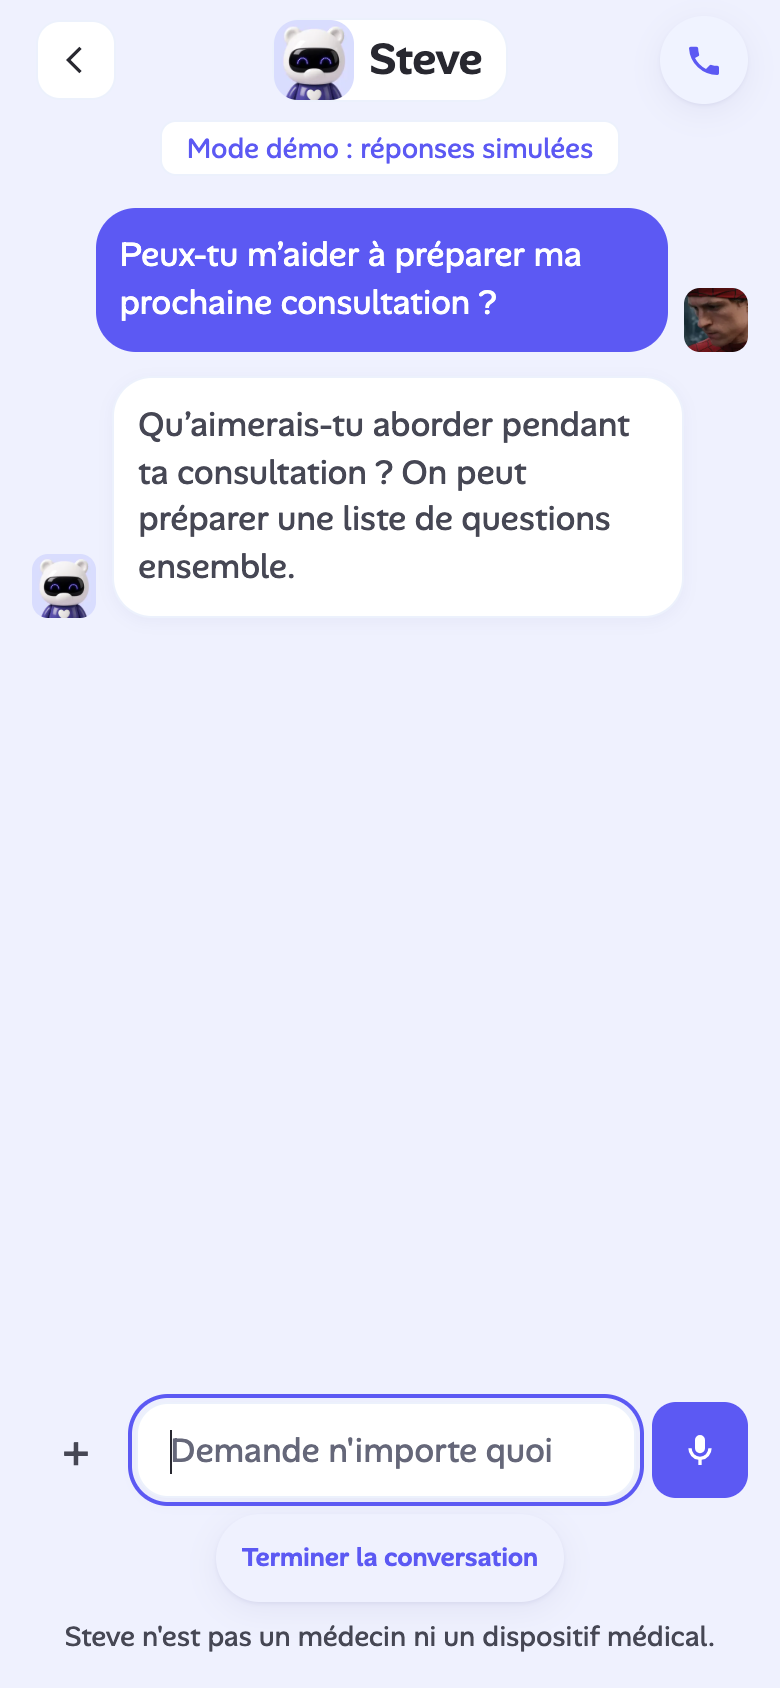 Steve
Mode démo : réponses simulées
Peux-tu m’aider à préparer ma
prochaine consultation ?
Qu’aimerais-tu aborder pendant
ta consultation ? On peut
préparer une liste de questions
ensemble.
Demande n'importe quoi
Terminer la conversation
Steve n'est pas un médecin ni un dispositif médical.